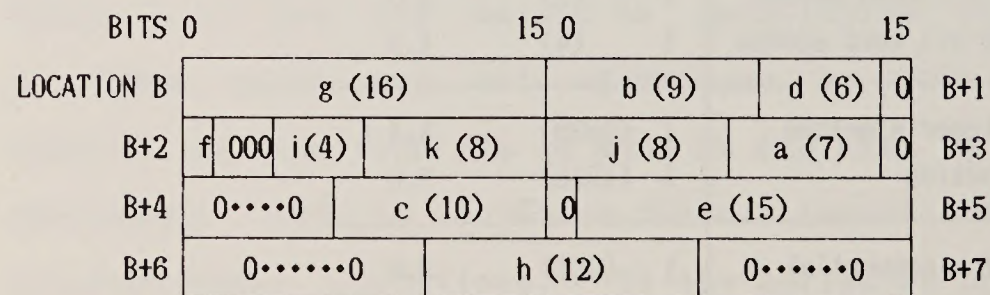 BITS 0 15 0 15
LOCATION B g (16) b (9) d (6) 0 B+1
B+2 f 000 i(4) k (8) j (8) a (7) 0 B+3
B+4 0••••0 c (10) 0 e (15) B+5
B+6 0••••••0 h (12) 0••••••0 B+7